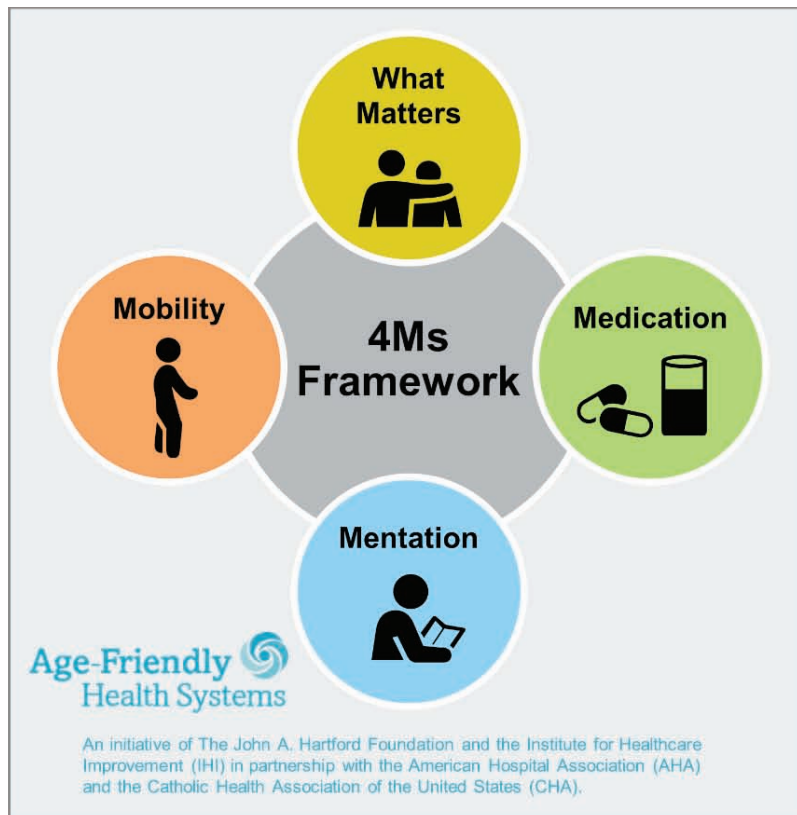 What
Matters
Mobility
4Ms
Framework
Medication
Mentation
Age-Friendly
Health Systems
An initiative of The John A. Hartford Foundation and the Institute for Healthcare
Improvement (IHI) in partnership with the American Hospital Association (AHA)
and the Catholic Health Association of the United States (CHA).